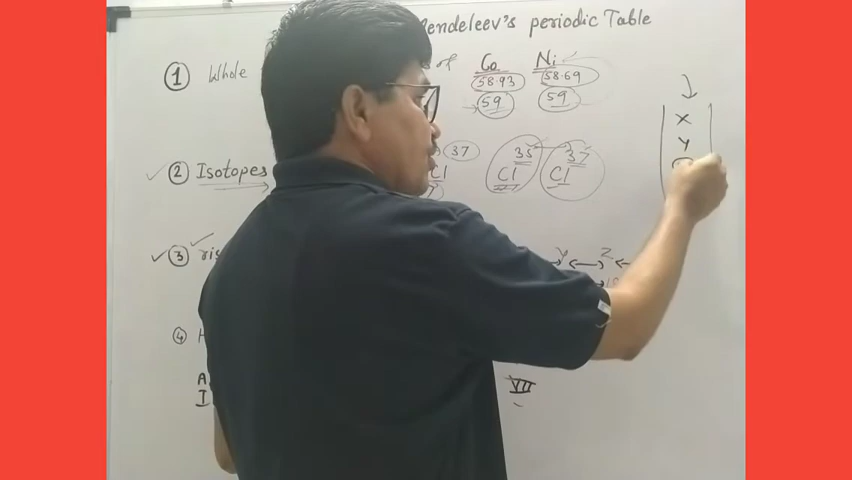 Mendeleev's periodic Table
① Whole of Co Ni
58.93 58.69
59 59
② Isotopes 37 Cl 35 Cl 37
Cl
③ ris Y Z
④ H
A
I VII
X
Y